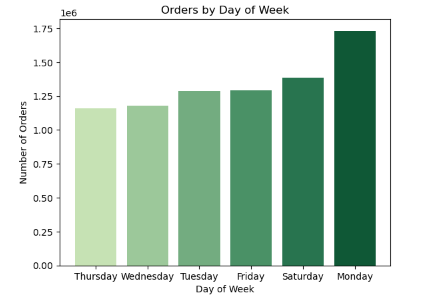 Orders by Day of Week
1e6
1.75
1.50
1.25
1.00
0.75
0.50
0.25
0.00
Number of Orders
Thursday Wednesday Tuesday Friday Saturday Monday
Day of Week